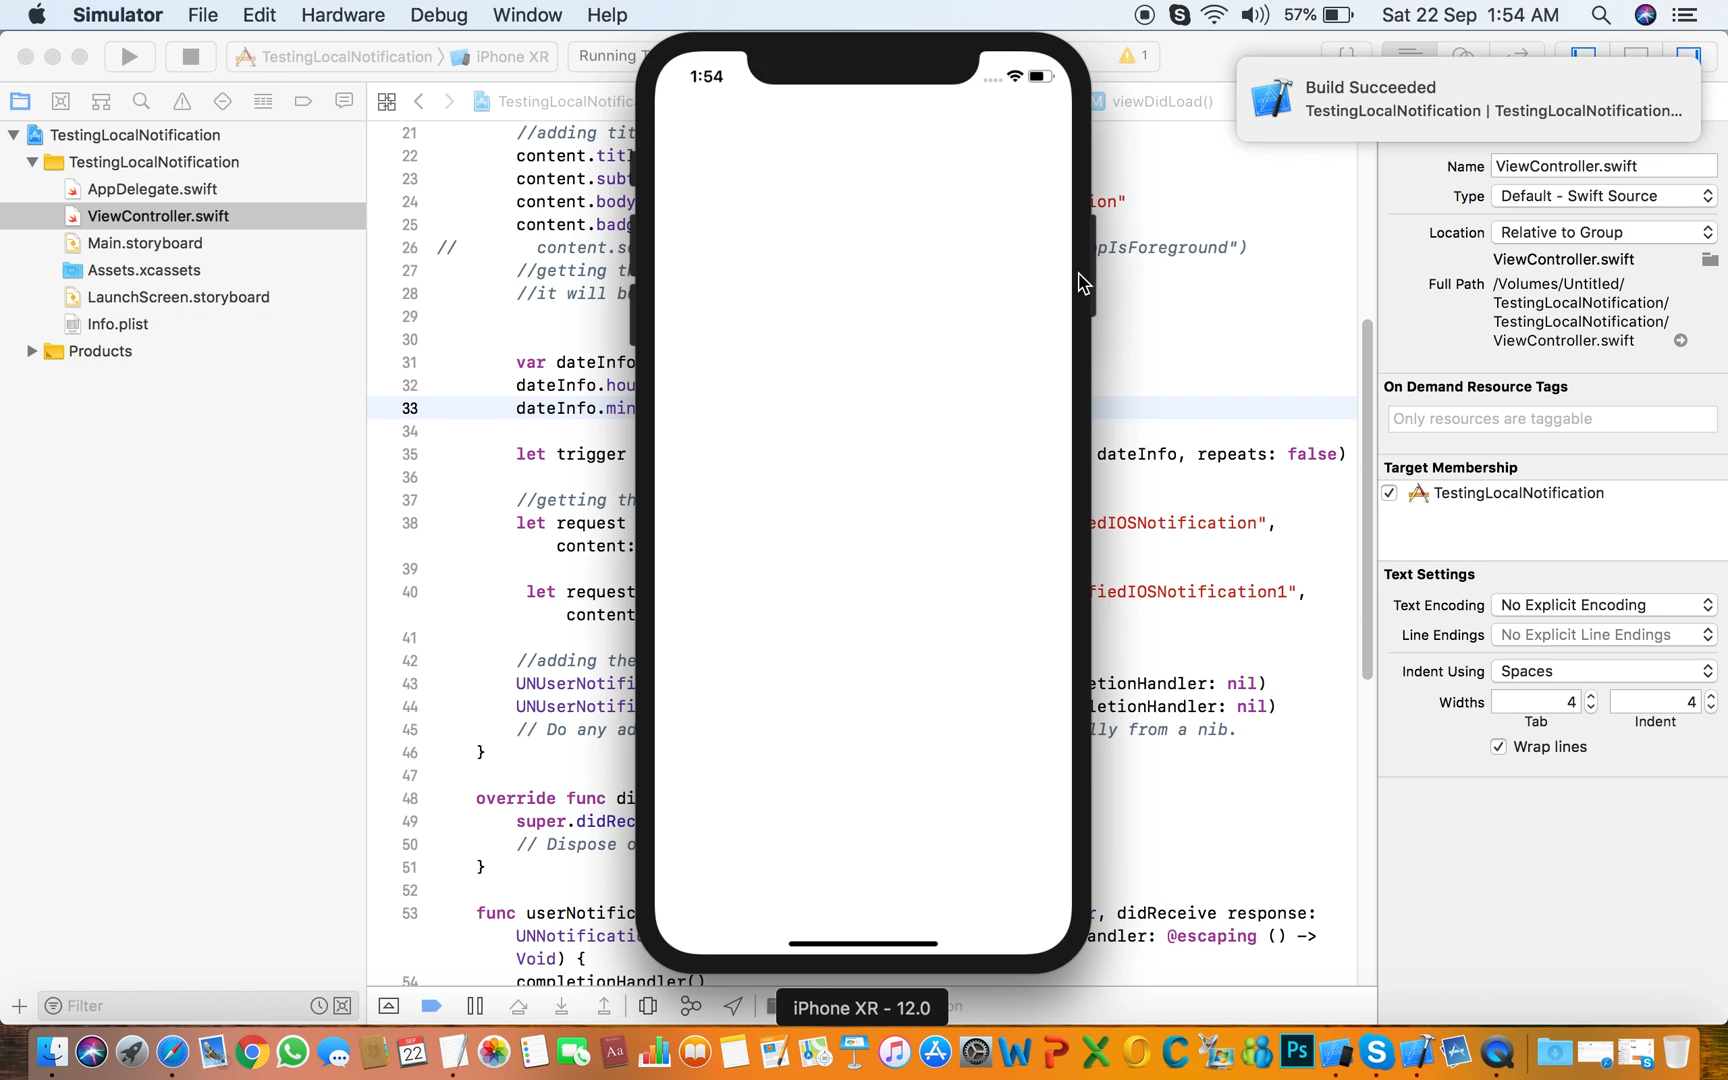 Simulator File Edit Hardware Debug Window Help 57% Sat 22 Sep 1:54 AM
TestingLocalNotification iPhone XR Running 1
Build Succeeded
TestingLocalNotification | TestingLocalNotification...
1:54
viewDidLoad()
TestingLocalNotification
TestingLocalNotification
AppDelegate.swift
ViewController.swift
Main.storyboard
Assets.xcassets
LaunchScreen.storyboard
Info.plist
Products
Filter
21 //adding tit
22 content.titl
23 content.subt
24 content.body ion"
25 content.badg
26 // content.se pIsForeground")
27 //getting th
28 //it will be
29
30
31 var dateInfo
32 dateInfo.hou
33 dateInfo.min
34
35 let trigger dateInfo, repeats: false)
36
37 //getting th
38 let request edIOSNotification",
content:
39
40 let request fiedIOSNotification1",
content
41
42 //adding the
43 UNUserNotifi etionHandler: nil)
44 UNUserNotifi letionHandler: nil)
45 // Do any ad lly from a nib.
46 }
47
48 override func di
49 super.didRec
50 // Dispose o
51 }
52
53 func userNotific r, didReceive response:
UNNotificati andler: @escaping () ->
Void) {
54 completionHandler()
iPhone XR - 12.0
Name ViewController.swift
Type Default - Swift Source
Location Relative to Group
ViewController.swift
Full Path /Volumes/Untitled/
TestingLocalNotification/
TestingLocalNotification/
ViewController.swift
On Demand Resource Tags
Only resources are taggable
Target Membership
TestingLocalNotification
Text Settings
Text Encoding No Explicit Encoding
Line Endings No Explicit Line Endings
Indent Using Spaces
Widths 4 4
Tab Indent
Wrap lines
SEP
22
Aa
Ps